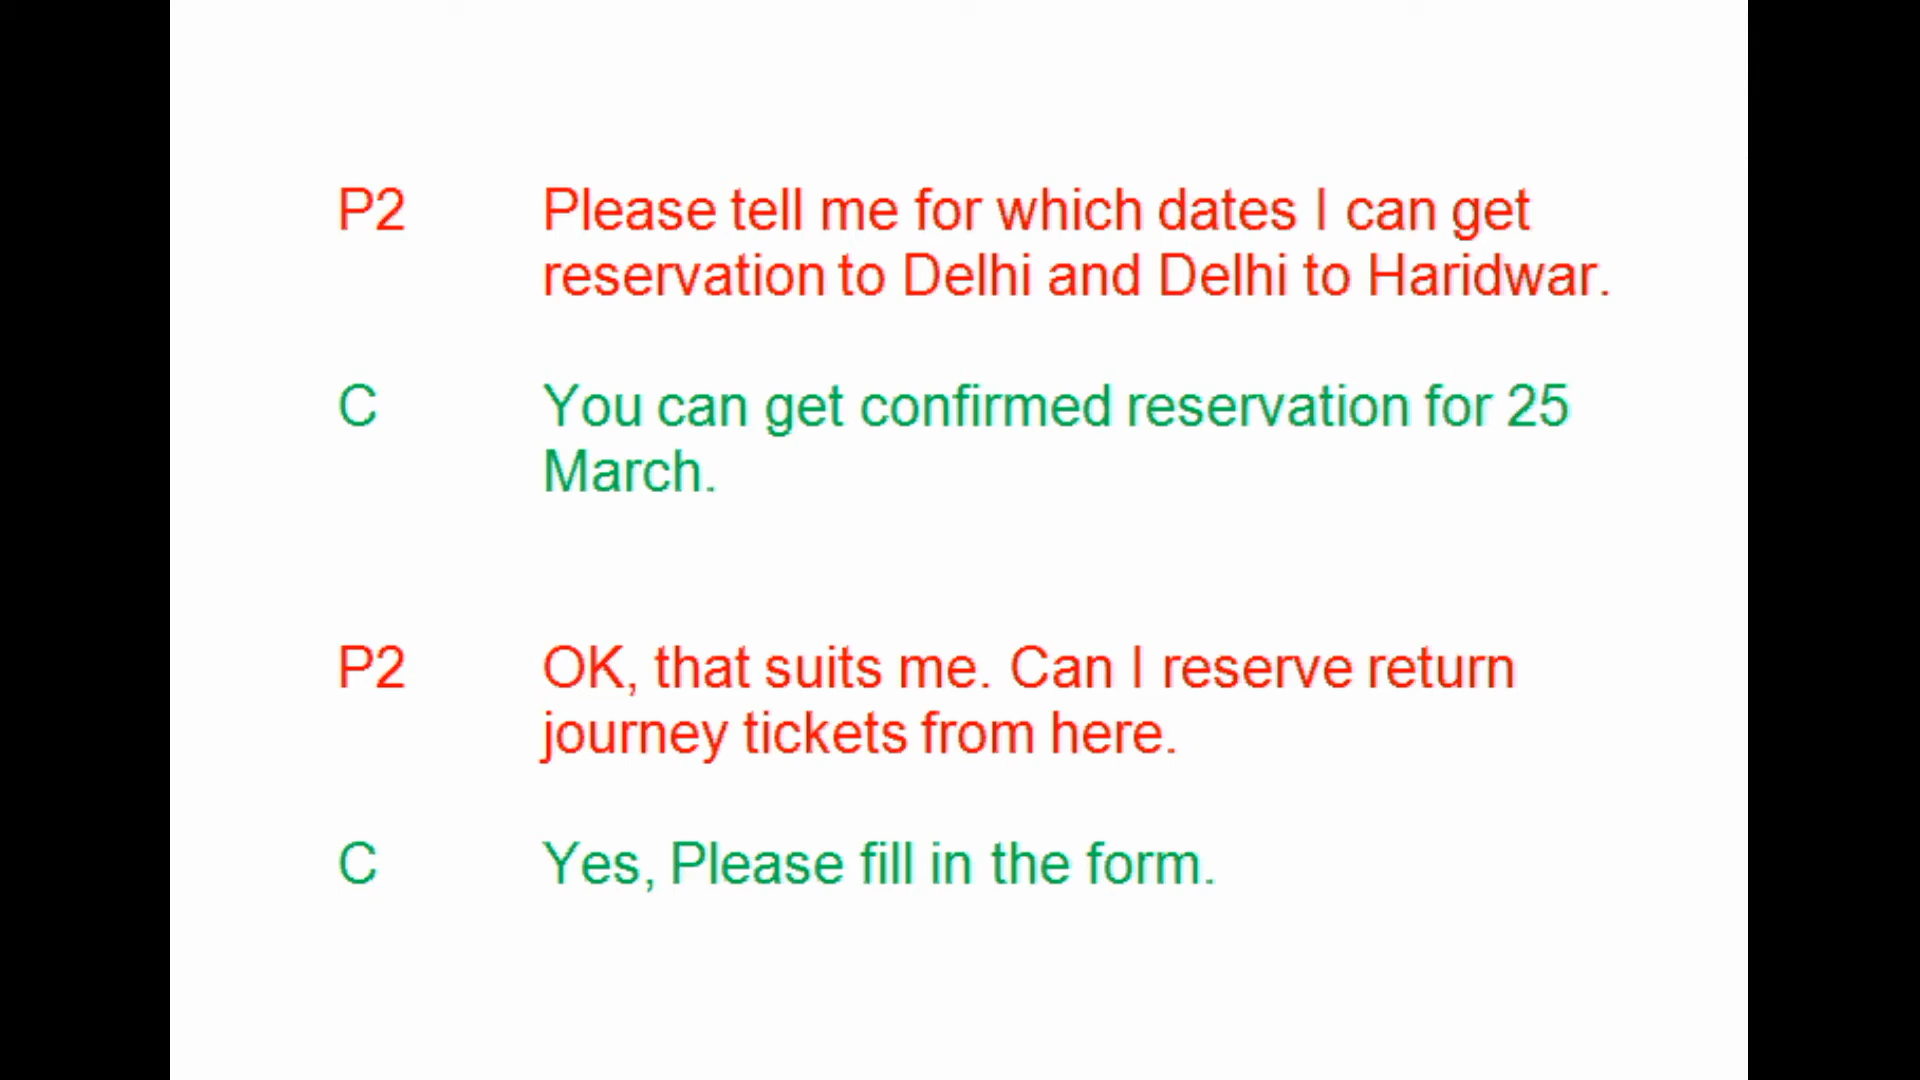 P2 Please tell me for which dates I can get
reservation to Delhi and Delhi to Haridwar.
C You can get confirmed reservation for 25
March.
P2 OK, that suits me. Can I reserve return
journey tickets from here.
C Yes, Please fill in the form.